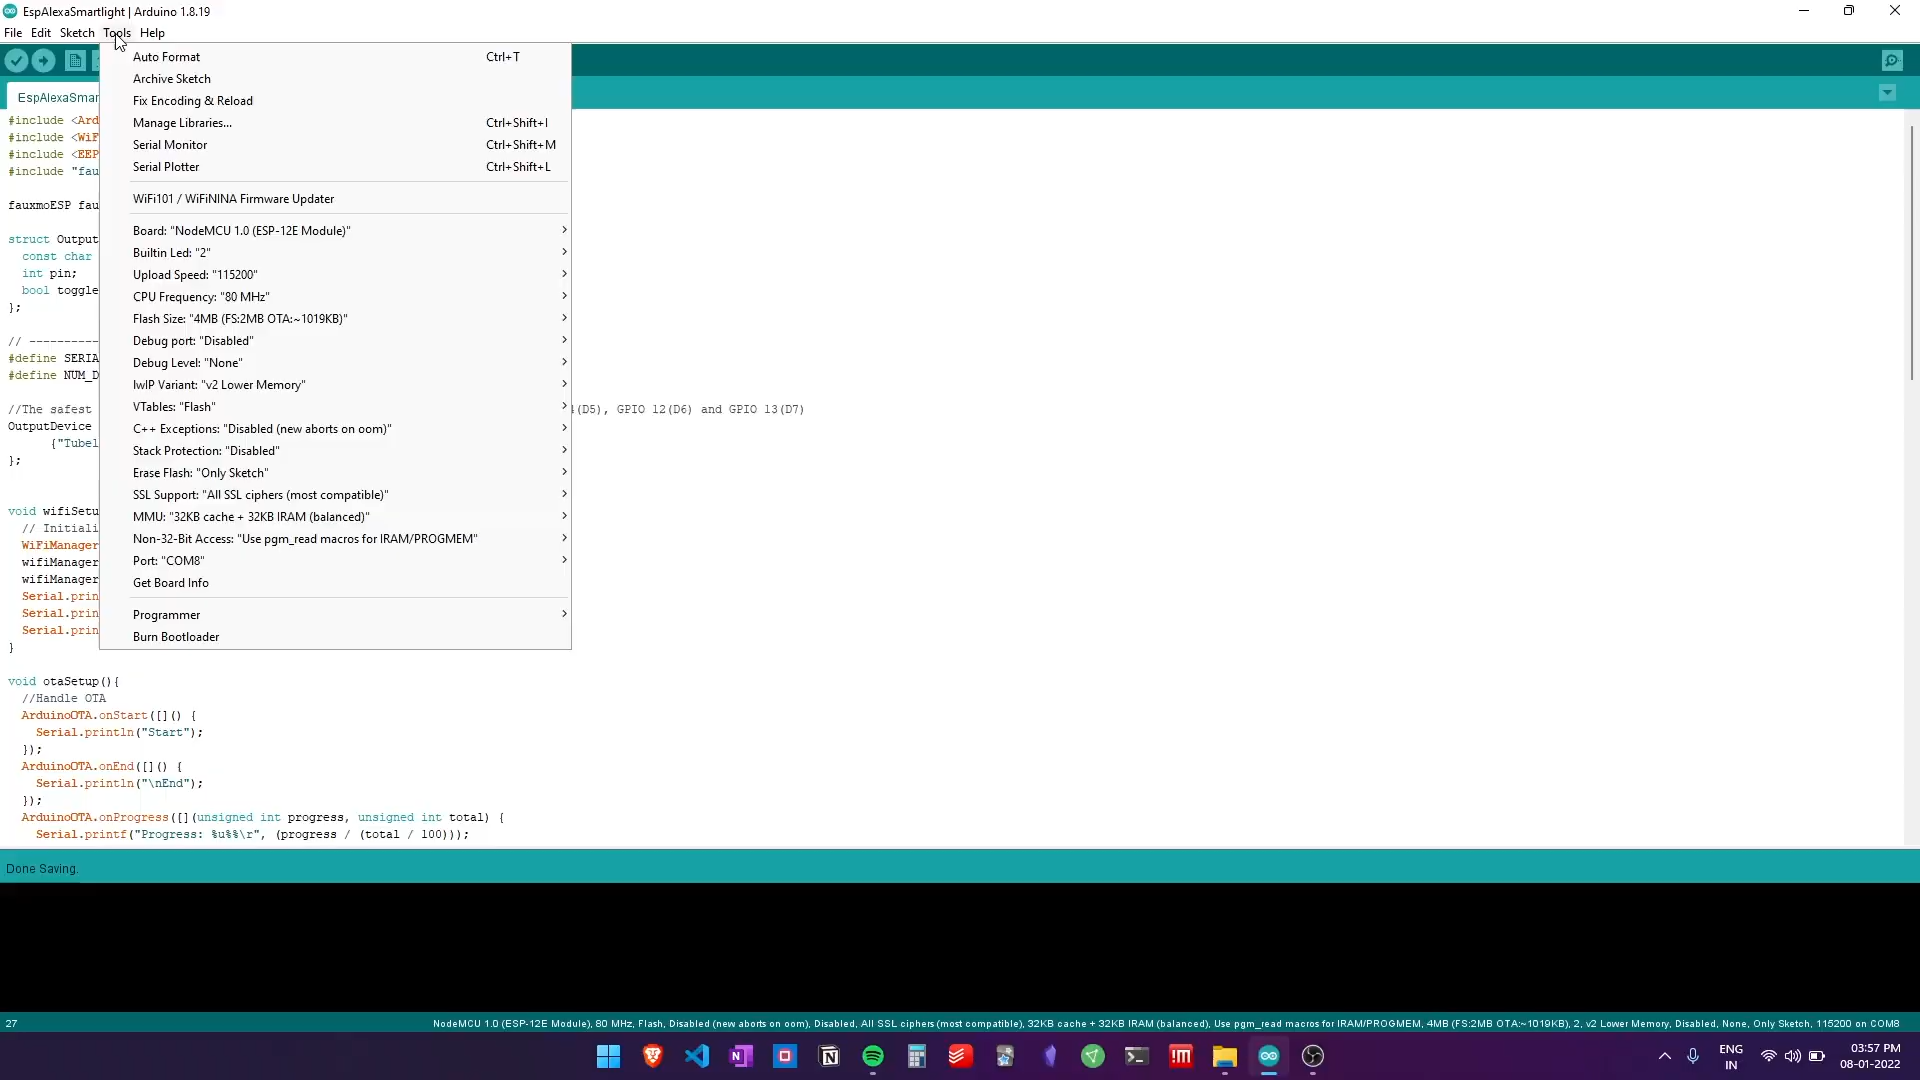 EspAlexaSmartlight | Arduino 1.8.19
File Edit Sketch Tools Help
Auto Format Ctrl+T
Archive Sketch
Fix Encoding & Reload
Manage Libraries... Ctrl+Shift+I
Serial Monitor Ctrl+Shift+M
Serial Plotter Ctrl+Shift+L
WiFi101 / WiFiNINA Firmware Updater
Board: "NodeMCU 1.0 (ESP-12E Module)"
Builtin Led: "2"
Upload Speed: "115200"
CPU Frequency: "80 MHz"
Flash Size: "4MB (FS:2MB OTA:~1019KB)"
Debug port: "Disabled"
Debug Level: "None"
lwIP Variant: "v2 Lower Memory"
VTables: "Flash"
C++ Exceptions: "Disabled (new aborts on oom)"
Stack Protection: "Disabled"
Erase Flash: "Only Sketch"
SSL Support: "All SSL ciphers (most compatible)"
MMU: "32KB cache + 32KB IRAM (balanced)"
Non-32-Bit Access: "Use pgm_read macros for IRAM/PROGMEM"
Port: "COM8"
Get Board Info
Programmer
Burn Bootloader
EspAlexaSmar
#include <Ard
#include <WiF
#include <EEP
#include "fau
fauxmoESP fau
struct Output
const char
int pin;
bool toggle
};
// ----------
#define SERIA
#define NUM_D
//The safest (D5), GPIO 12(D6) and GPIO 13(D7)
OutputDevice
{"Tubel
};
void wifiSetu
// Initiali
WiFiManager
wifiManager
wifiManager
Serial.prin
Serial.prin
Serial.prin
}
void otaSetup(){
//Handle OTA
ArduinoOTA.onStart([]() {
Serial.println("Start");
});
ArduinoOTA.onEnd([]() {
Serial.println("\nEnd");
});
ArduinoOTA.onProgress([](unsigned int progress, unsigned int total) {
Serial.printf("Progress: %u%%\r", (progress / (total / 100)));
Done Saving.
27 NodeMCU 1.0 (ESP-12E Module), 80 MHz, Flash, Disabled (new aborts on oom), Disabled, All SSL ciphers (most compatible), 32KB cache + 32KB IRAM (balanced), Use pgm_read macros for IRAM/PROGMEM, 4MB (FS:2MB OTA:~1019KB), 2, v2 Lower Memory, Disabled, None, Only Sketch, 115200 on COM8
ENG
IN
03:57 PM
08-01-2022